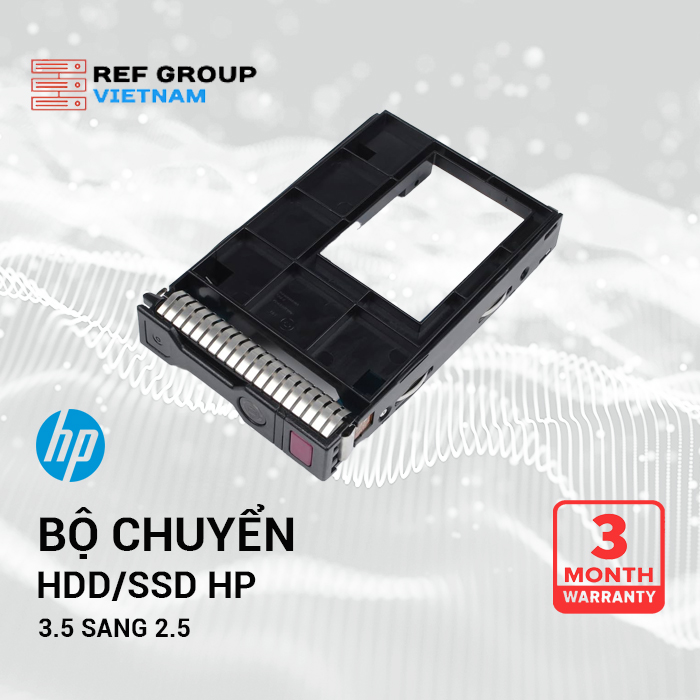 REF GROUP
VIETNAM
hp
BỘ CHUYỂN
HDD/SSD HP
3.5 SANG 2.5
3
MONTH
WARRANTY